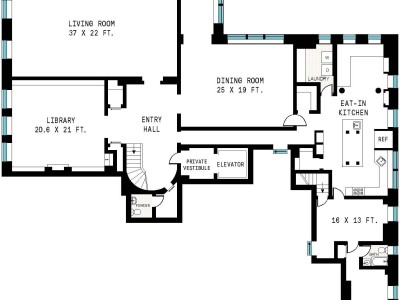 LIVING ROOM
37 X 22 FT.
DINING ROOM
25 X 19 FT.
W
D
LAUNDRY
EAT-IN
KITCHEN
LIBRARY
20.6 X 21 FT.
ENTRY
HALL
REF
PRIVATE
VESTIBULE
ELEVATOR
POWDER
16 X 13 FT.